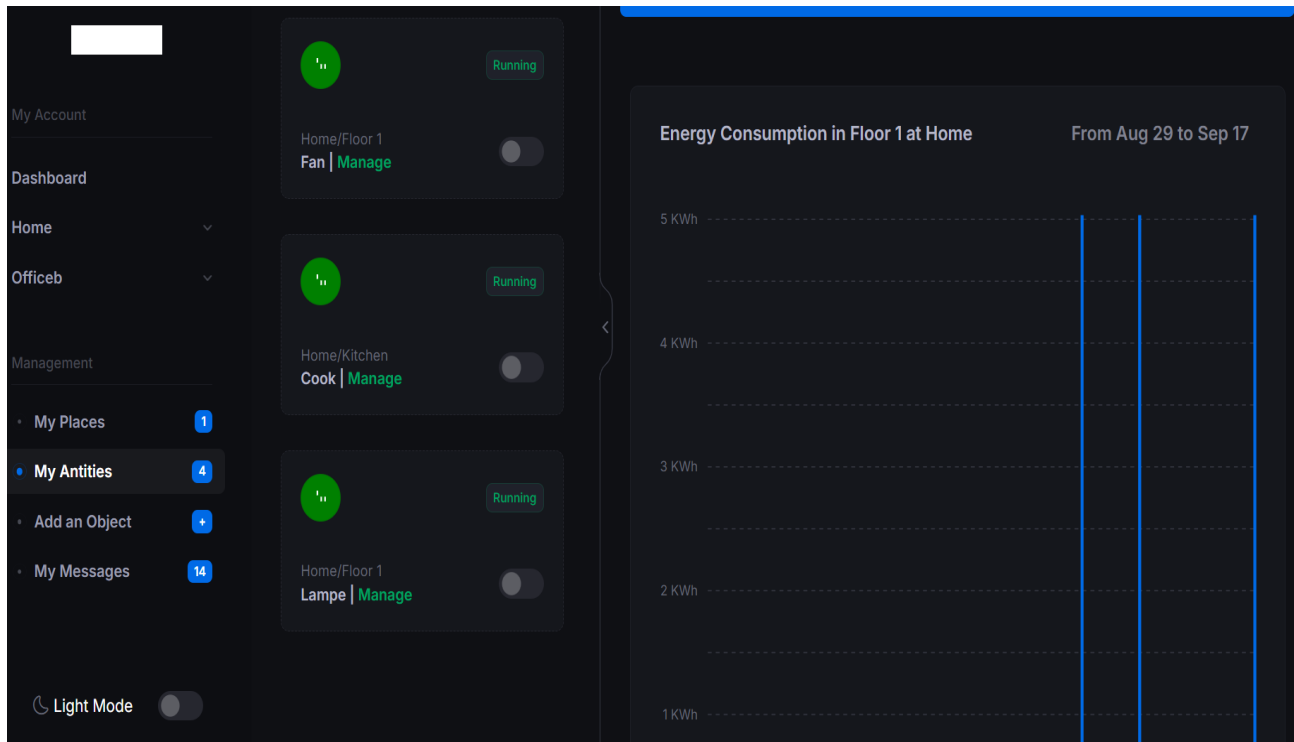 My Account
Dashboard
Home
Officeb
Management
My Places 1
My Antities 4
Add an Object +
My Messages 14
Light Mode
Running
Home/Floor 1
Fan | Manage
Running
Home/Kitchen
Cook | Manage
Running
Home/Floor 1
Lampe | Manage
Energy Consumption in Floor 1 at Home From Aug 29 to Sep 17
5 KWh
4 KWh
3 KWh
2 KWh
1 KWh